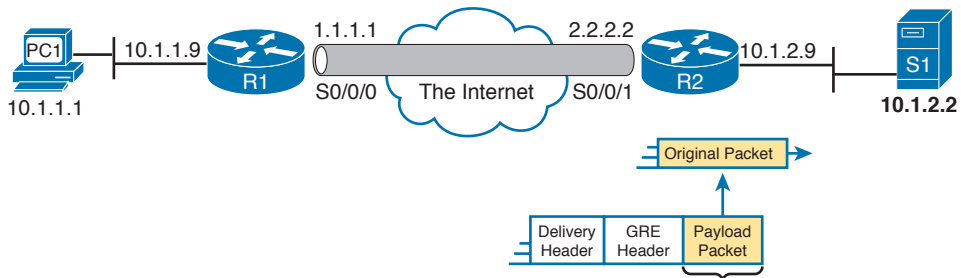 PC1
10.1.1.1
10.1.1.9
R1
1.1.1.1
S0/0/0
The Internet
2.2.2.2
S0/0/1
R2
10.1.2.9
S1
10.1.2.2
Original Packet
Delivery
Header
GRE
Header
Payload
Packet